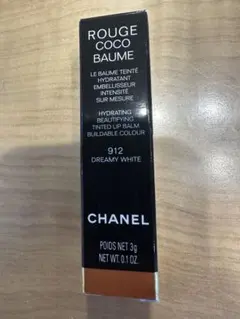 ROUGE
COCO
BAUME
LE BAUME TEINTÉ
HYDRATANT
EMBELLISSEUR
INTENSITÉ
SUR MESURE
HYDRATING
BEAUTIFYING
TINTED LIP BALM
BUILDABLE COLOUR
912
DREAMY WHITE
CHANEL
POIDS NET 3g
NET WT. 0.1 OZ.